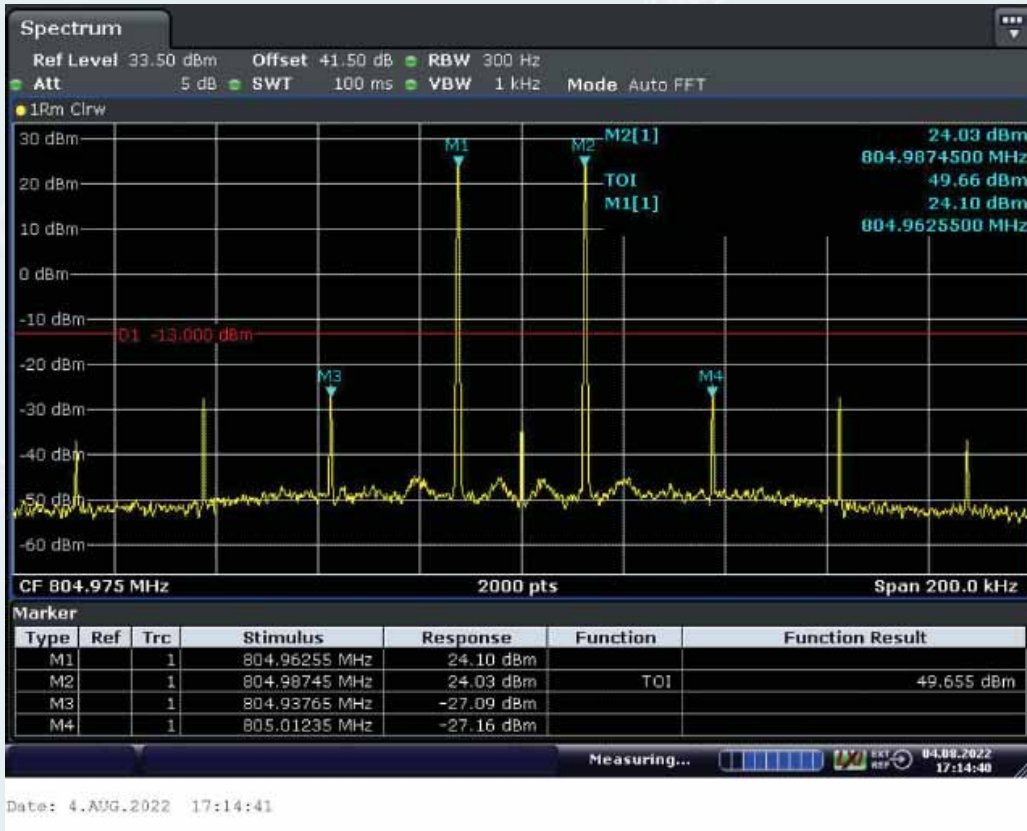 Spectrum
Ref Level 33.50 dBm Offset 41.50 dB RBW 300 Hz
Att 5 dB SWT 100 ms VBW 1 kHz Mode Auto FFT
1Rm Clrw
30 dBm
M1
M2
M2[1] 24.03 dBm
804.9874500 MHz
20 dBm
TOI 49.66 dBm
M1[1] 24.10 dBm
10 dBm
804.9625500 MHz
0 dBm
-10 dBm
D1 -13.000 dBm
-20 dBm
M3
M4
-30 dBm
-40 dBm
-50 dBm
-60 dBm
CF 804.975 MHz 2000 pts Span 200.0 kHz
Marker
Type Ref Trc Stimulus Response Function Function Result
M1 1 804.96255 MHz 24.10 dBm
M2 1 804.98745 MHz 24.03 dBm TOI 49.655 dBm
M3 1 804.93765 MHz -27.09 dBm
M4 1 805.01235 MHz -27.16 dBm
Measuring... EXT REF 04.08.2022
17:14:40
Date: 4.AUG.2022 17:14:41